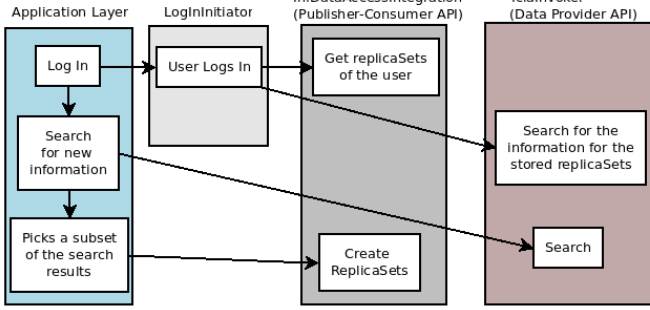 Application Layer
LogInInitiator
(Publisher-Consumer API)
(Data Provider API)
Log In
User Logs In
Get replicaSets
of the user
Search
for new
information
Search for the
information for the
stored replicaSets
Picks a subset
of the search
results
Create
ReplicaSets
Search